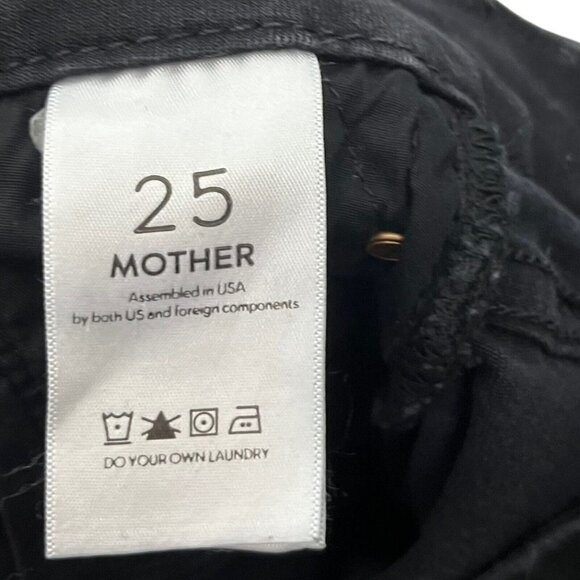 25
MOTHER
Assembled in USA
by both US and foreign components
DO YOUR OWN LAUNDRY